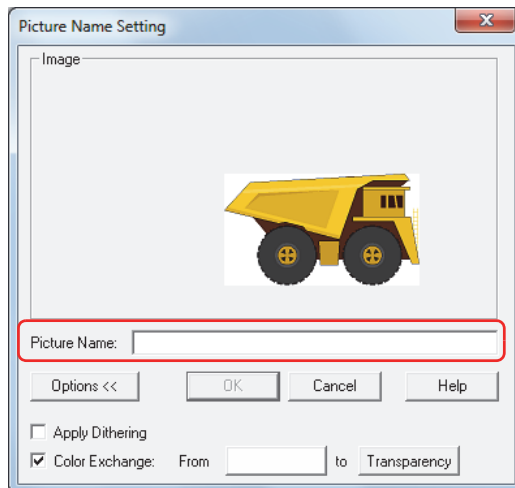 Picture Name Setting
Image
Picture Name:
Options <<
OK
Cancel
Help
Apply Dithering
Color Exchange: From to Transparency